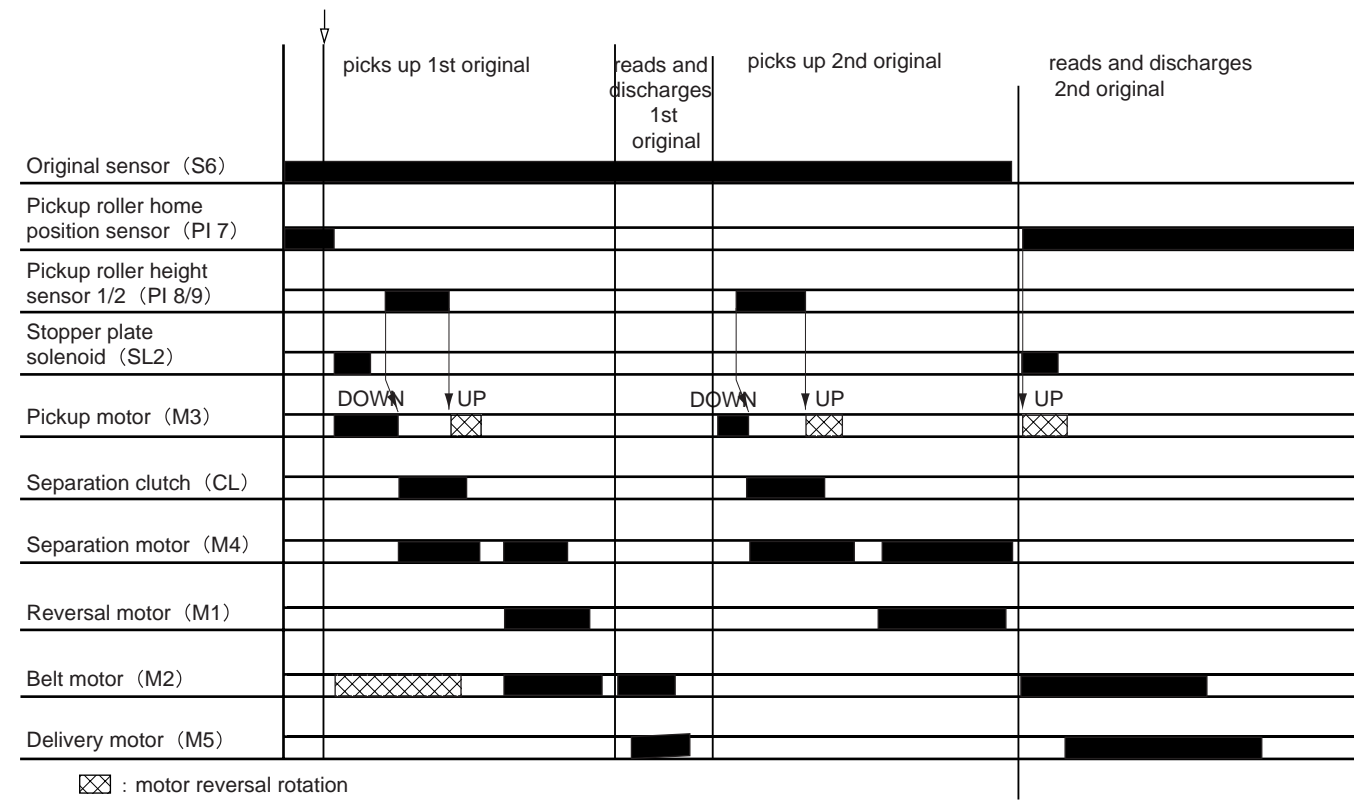 picks up 1st original
reads and
discharges
1st
original
picks up 2nd original
reads and discharges
2nd original
Original sensor（S6）
Pickup roller home
position sensor（PI 7）
Pickup roller height
sensor 1/2（PI 8/9）
Stopper plate
solenoid（SL2）
DOWN UP DOWN UP UP
Pickup motor（M3）
Separation clutch（CL）
Separation motor（M4）
Reversal motor（M1）
Belt motor（M2）
Delivery motor（M5）
: motor reversal rotation